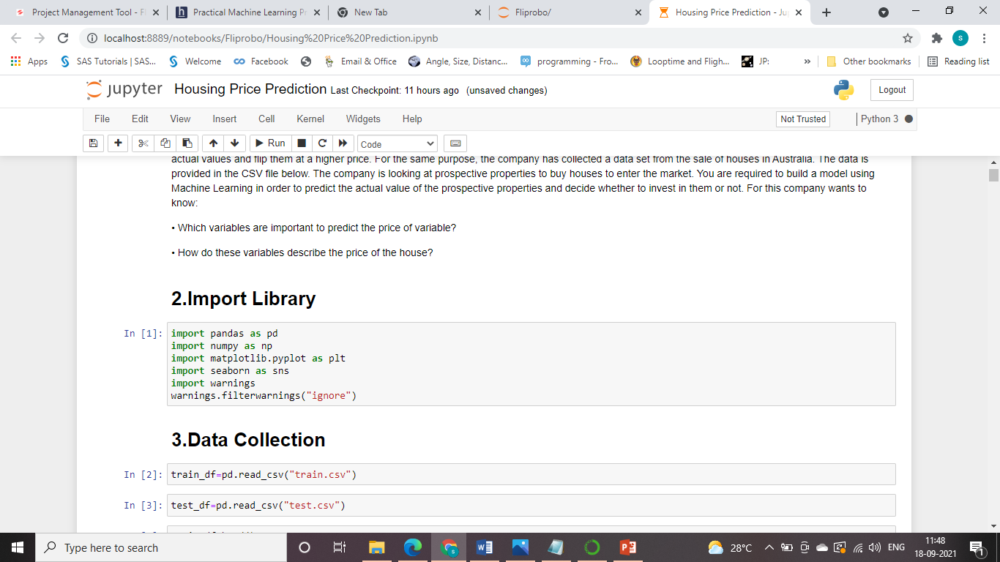 Project Management Tool - Fl
Practical Machine Learning Pr
New Tab
Fliprobo/
Housing Price Prediction - Ju
localhost:8889/notebooks/Fliprobo/Housing%20Price%20Prediction.ipynb
S
Apps
SAS Tutorials | SAS...
Welcome
Facebook
Email & Office
Angle, Size, Distanc...
programming - Fro...
Looptime and Fligh...
JP:
»
Other bookmarks
Reading list
jupyter Housing Price Prediction Last Checkpoint: 11 hours ago (unsaved changes)
Logout
File Edit View Insert Cell Kernel Widgets Help
Not Trusted
Python 3
Run
Code
actual values and flip them at a higher price. For the same purpose, the company has collected a data set from the sale of houses in Australia. The data is
provided in the CSV file below. The company is looking at prospective properties to buy houses to enter the market. You are required to build a model using
Machine Learning in order to predict the actual value of the prospective properties and decide whether to invest in them or not. For this company wants to
know:
• Which variables are important to predict the price of variable?
• How do these variables describe the price of the house?
2.Import Library
In [1]:
import pandas as pd
import numpy as np
import matplotlib.pyplot as plt
import seaborn as sns
import warnings
warnings.filterwarnings("ignore")
3.Data Collection
In [2]: train_df=pd.read_csv("train.csv")
In [3]: test_df=pd.read_csv("test.csv")
Type here to search
28°C
ENG
11:48
18-09-2021
1